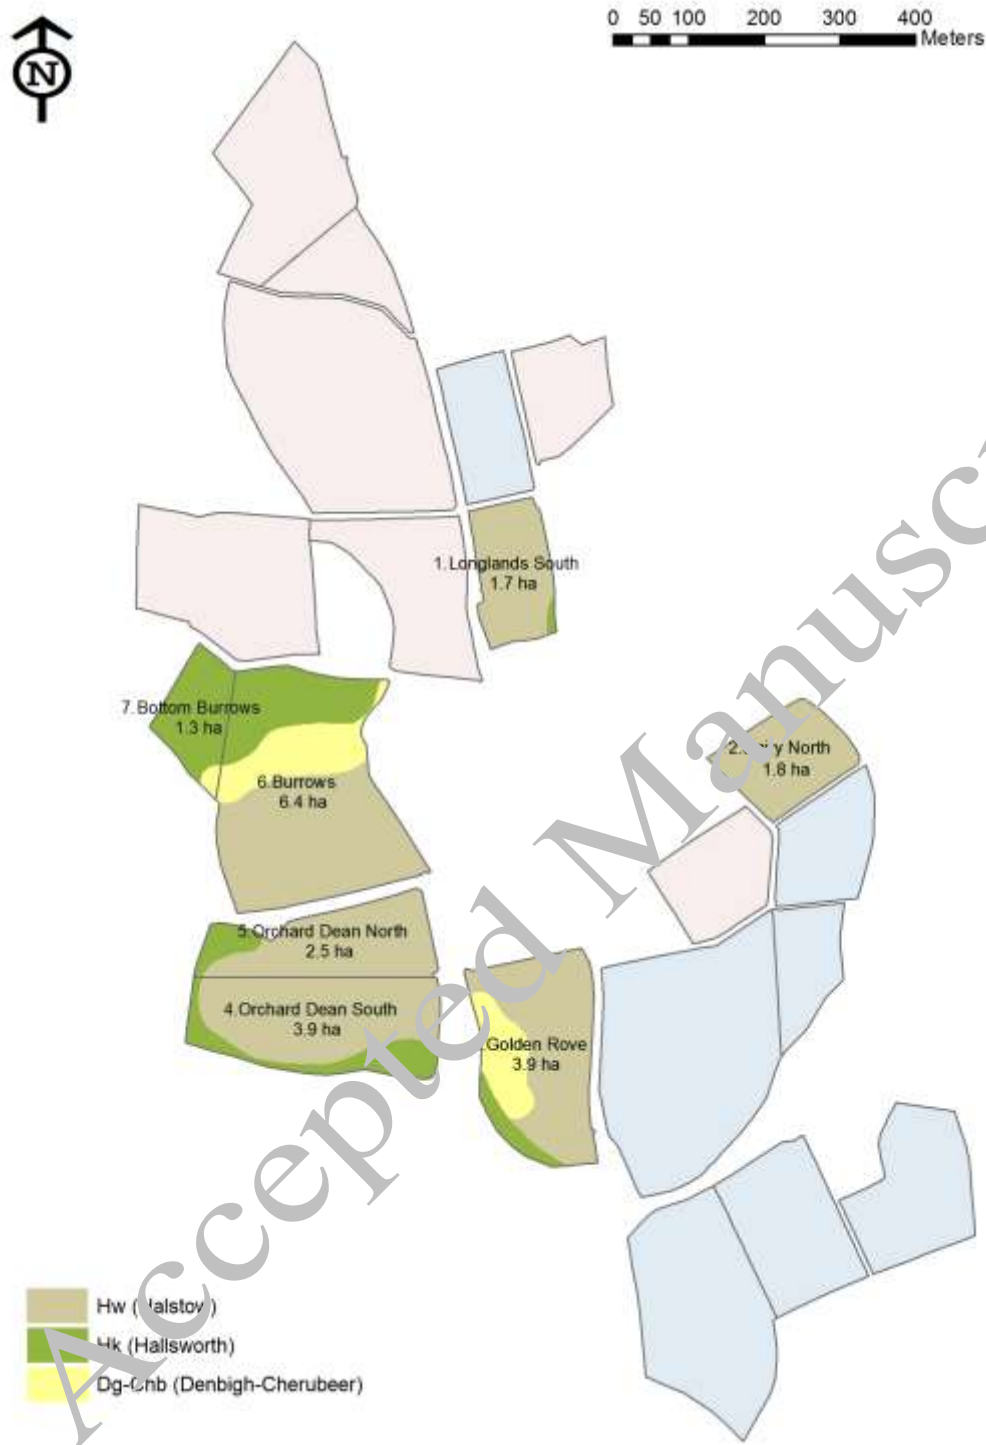 N
0 50 100 200 300 400
Meters
1. Longlands South
1.7 ha
7. Bottom Burrows
1.3 ha
2. North
1.8 ha
6. Burrows
6.4 ha
5. Orchard Dean North
2.5 ha
4. Orchard Dean South
3.9 ha
Golden Rove
3.9 ha
Hw (Halstow)
Hk (Hallsworth)
Dg-Chb (Denbigh-Cherubeer)
Accepted